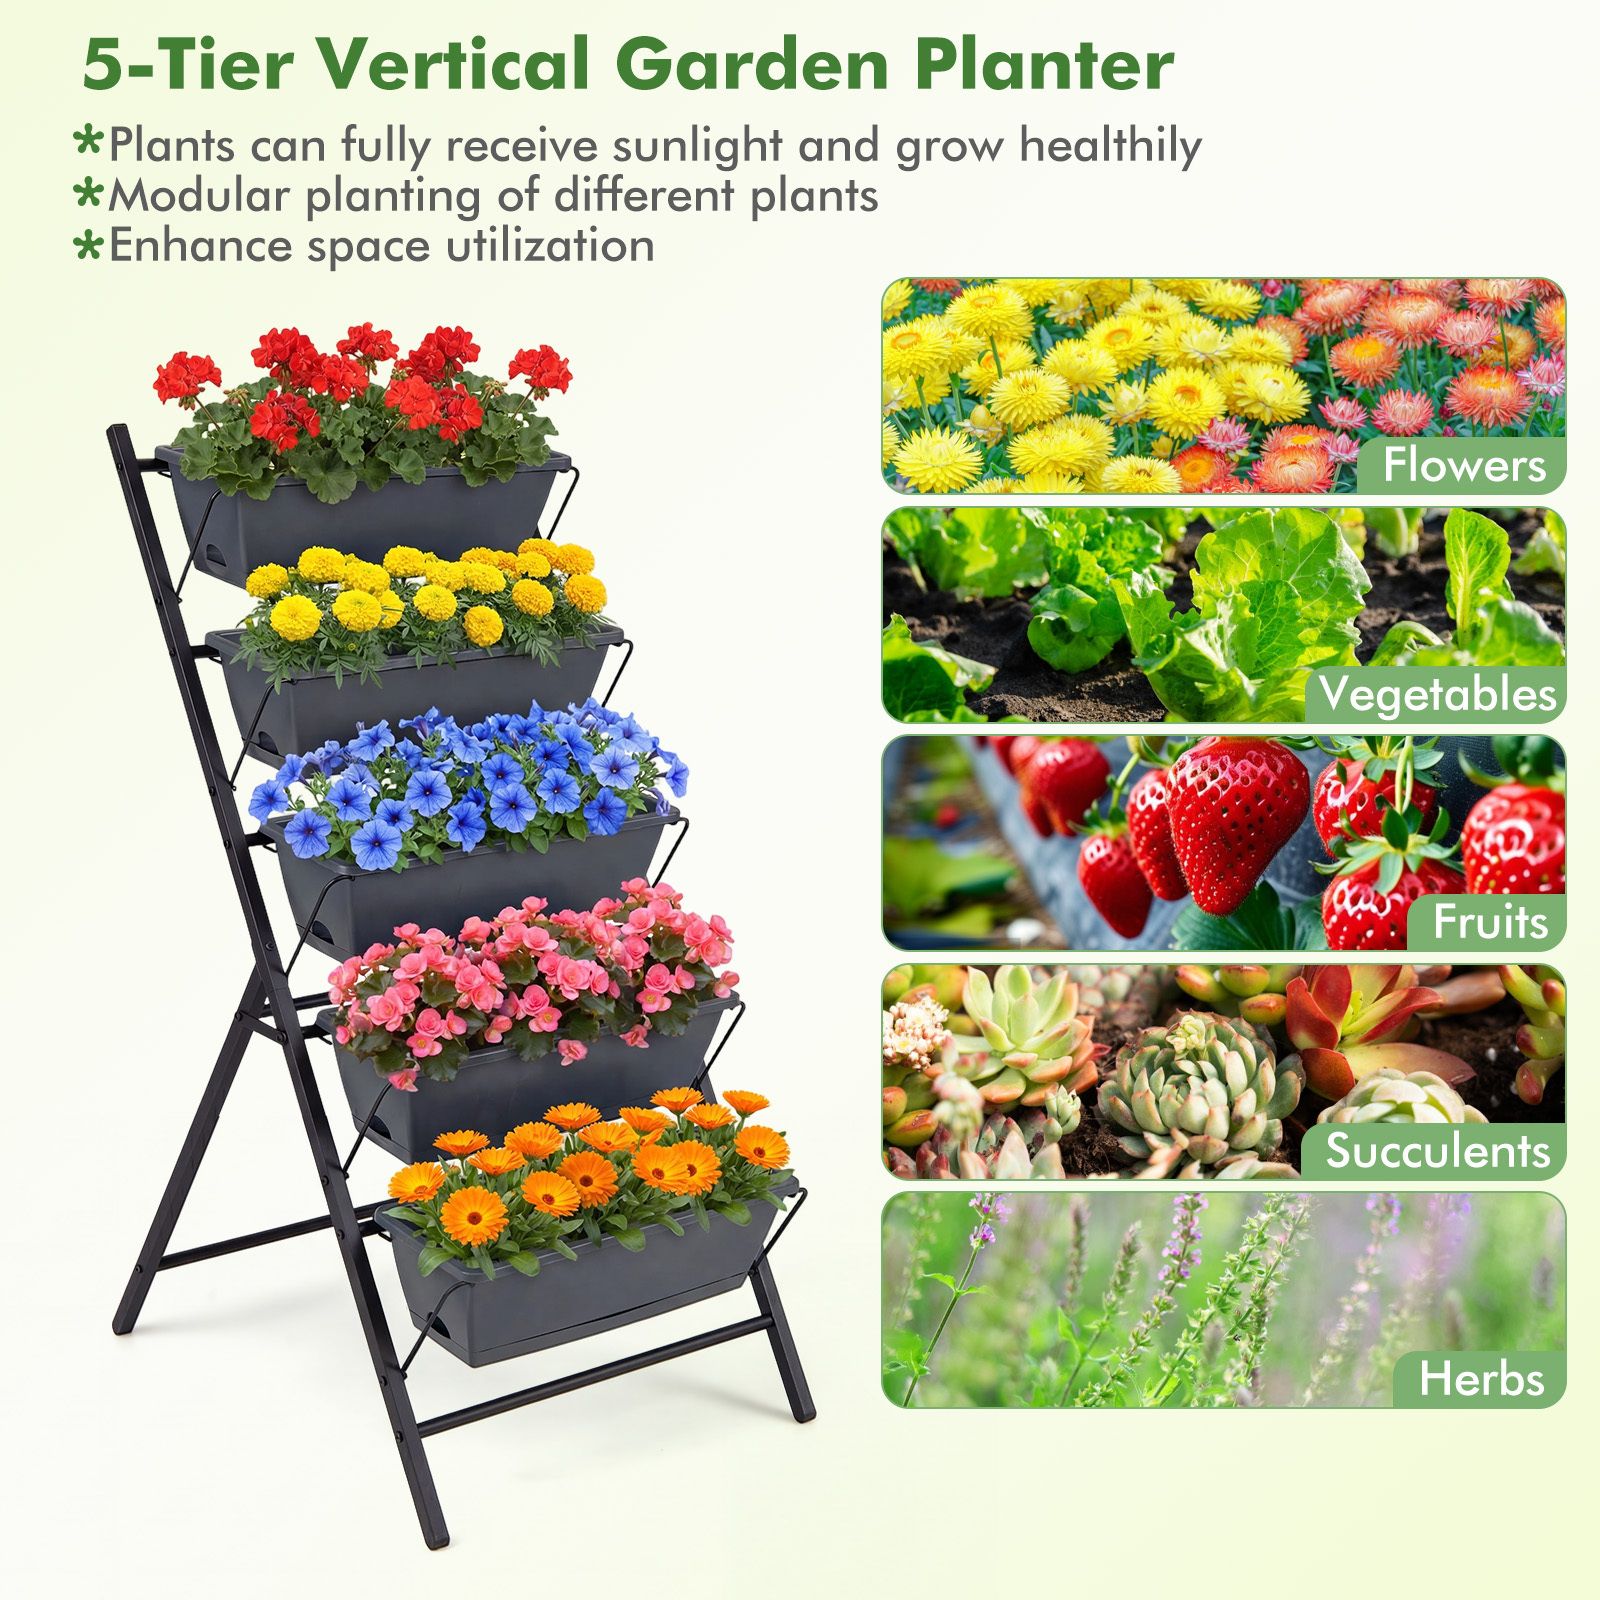 5-Tier Vertical Garden Planter
*Plants can fully receive sunlight and grow healthily
*Modular planting of different plants
*Enhance space utilization
Flowers
Vegetables
Fruits
Succulents
Herbs